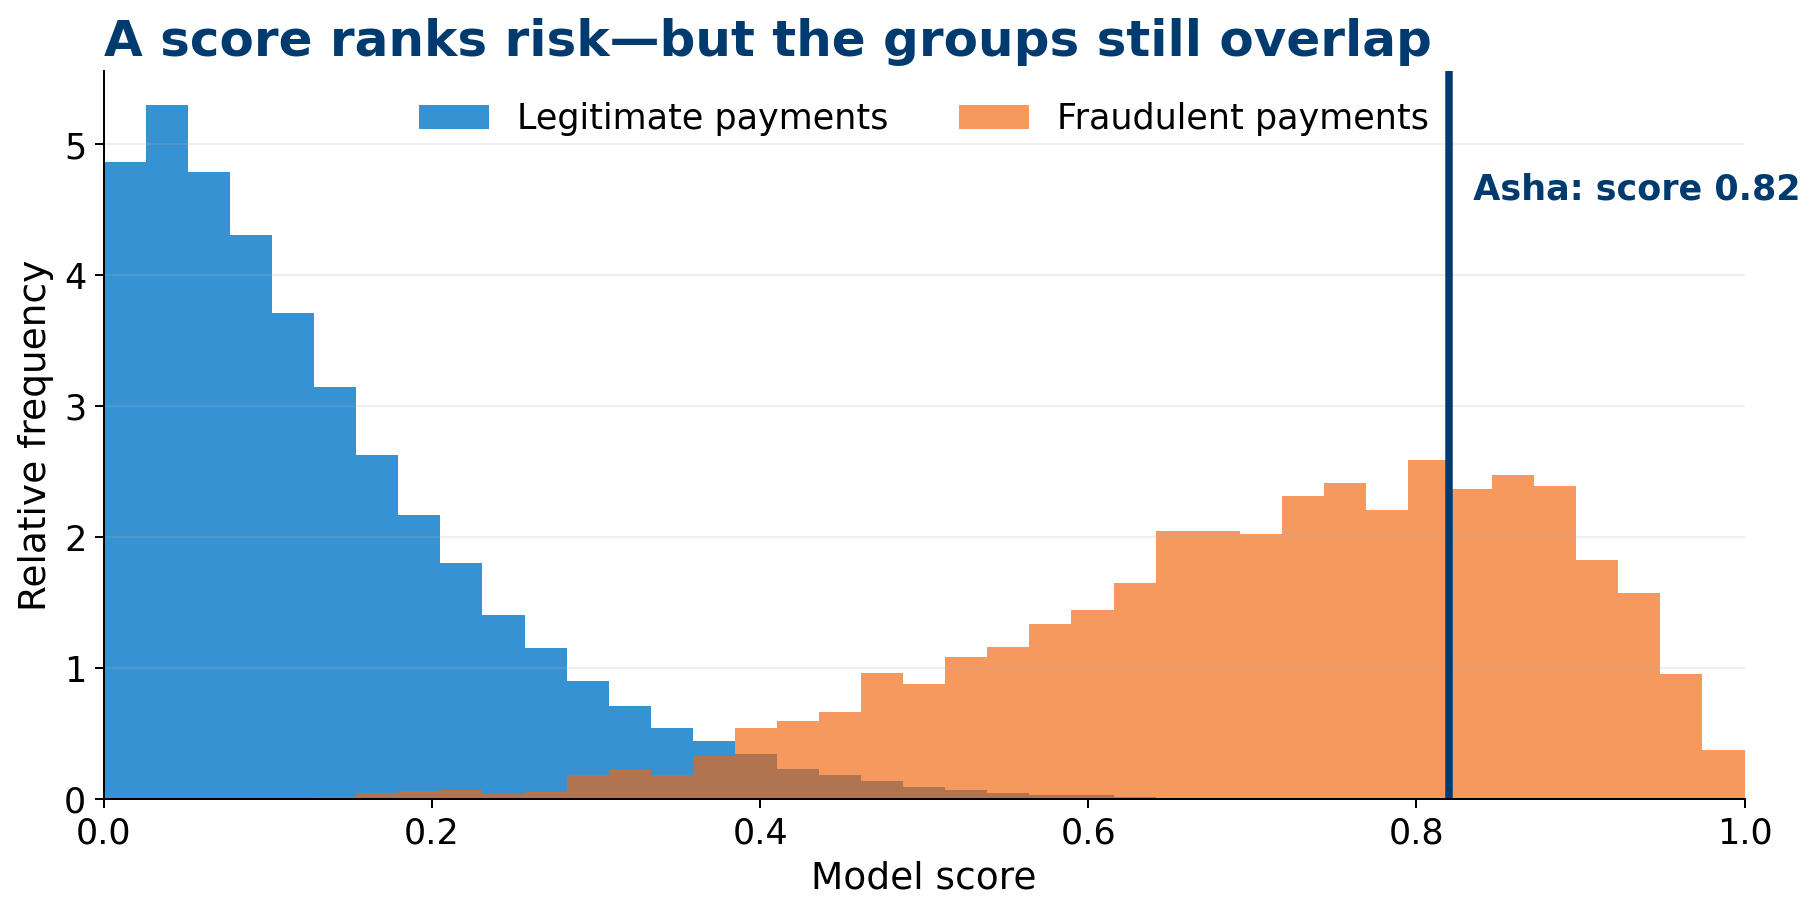 A score ranks risk—but the groups still overlap
Legitimate payments
Fraudulent payments
Asha: score 0.82
Relative frequency
5
4
3
2
1
0
0.0 0.2 0.4 0.6 0.8 1.0
Model score